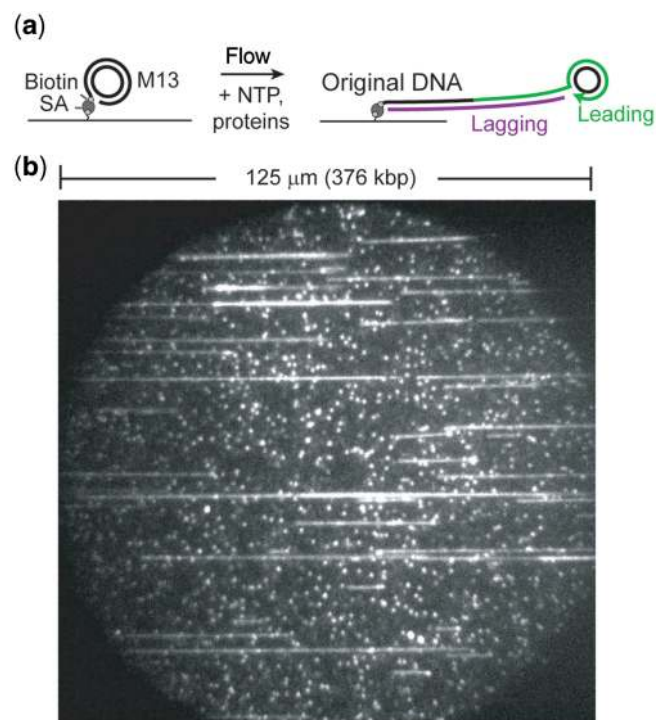 (a)
Biotin
SA
M13
Flow
+ NTP,
proteins
Original DNA
Lagging
Leading
(b)
125 μm (376 kbp)